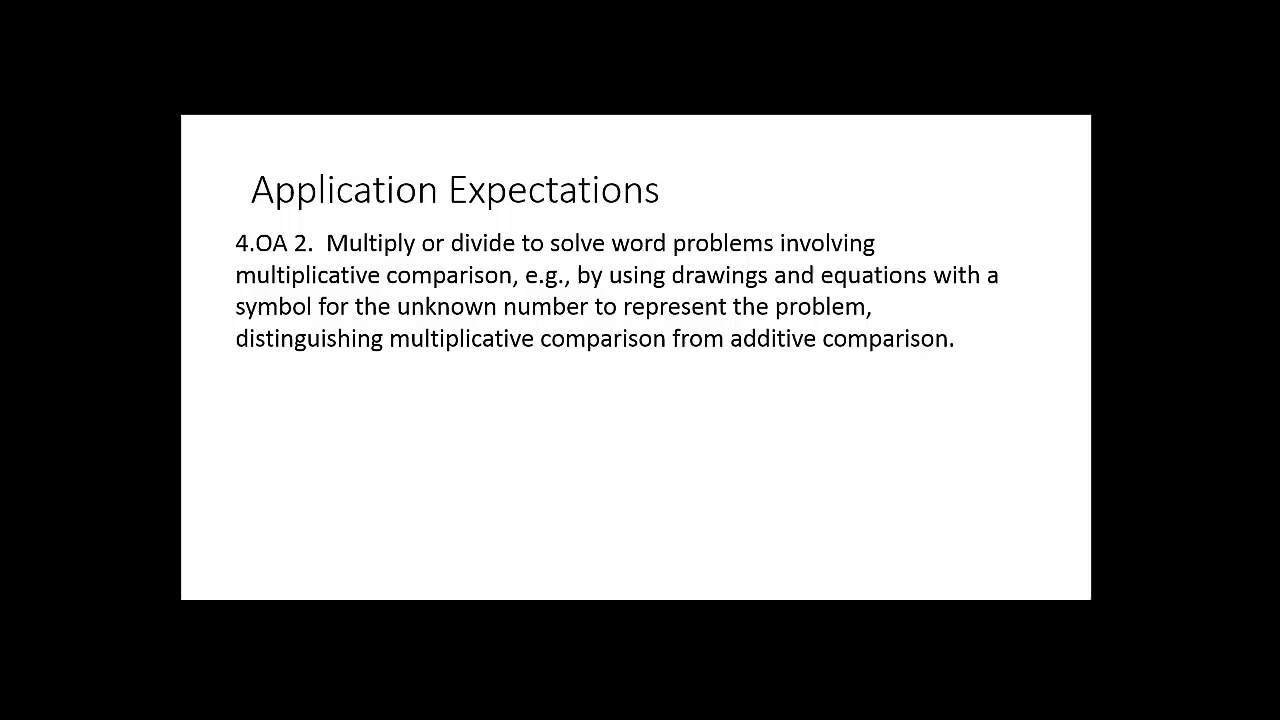 Application Expectations
4.OA 2.  Multiply or divide to solve word problems involving
multiplicative comparison, e.g., by using drawings and equations with a
symbol for the unknown number to represent the problem,
distinguishing multiplicative comparison from additive comparison.